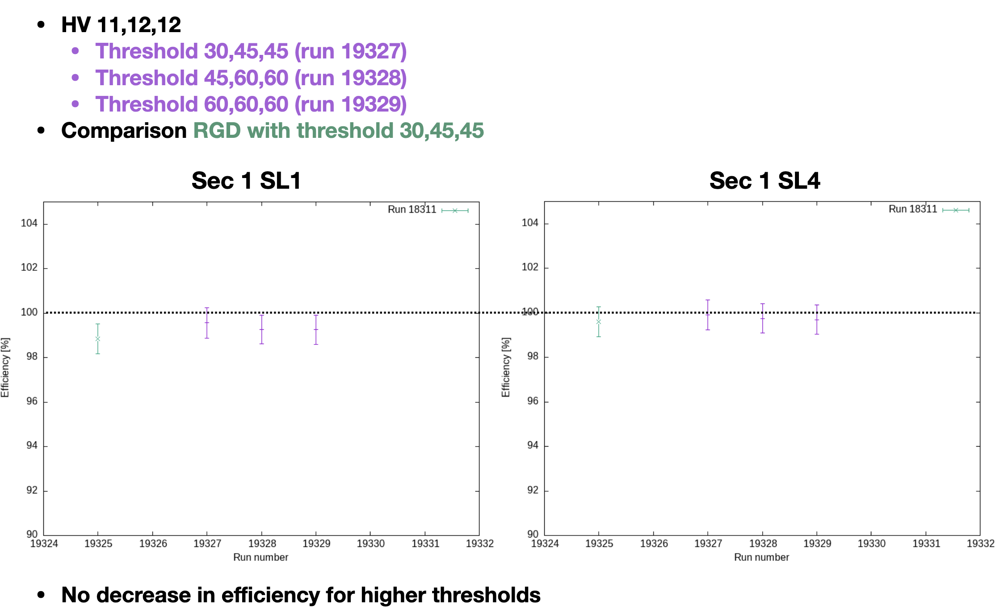 • HV 11,12,12
• Threshold 30,45,45 (run 19327)
• Threshold 45,60,60 (run 19328)
• Threshold 60,60,60 (run 19329)
• Comparison RGD with threshold 30,45,45
Sec 1 SL1
Run 18311
104
102
100
98
96
94
92
90
Efficiency [%]
19324 19325 19326 19327 19328 19329 19330 19331 19332
Run number
Sec 1 SL4
Run 18311
104
102
100
98
96
94
92
90
Efficiency [%]
19324 19325 19326 19327 19328 19329 19330 19331 19332
Run number
• No decrease in efficiency for higher thresholds